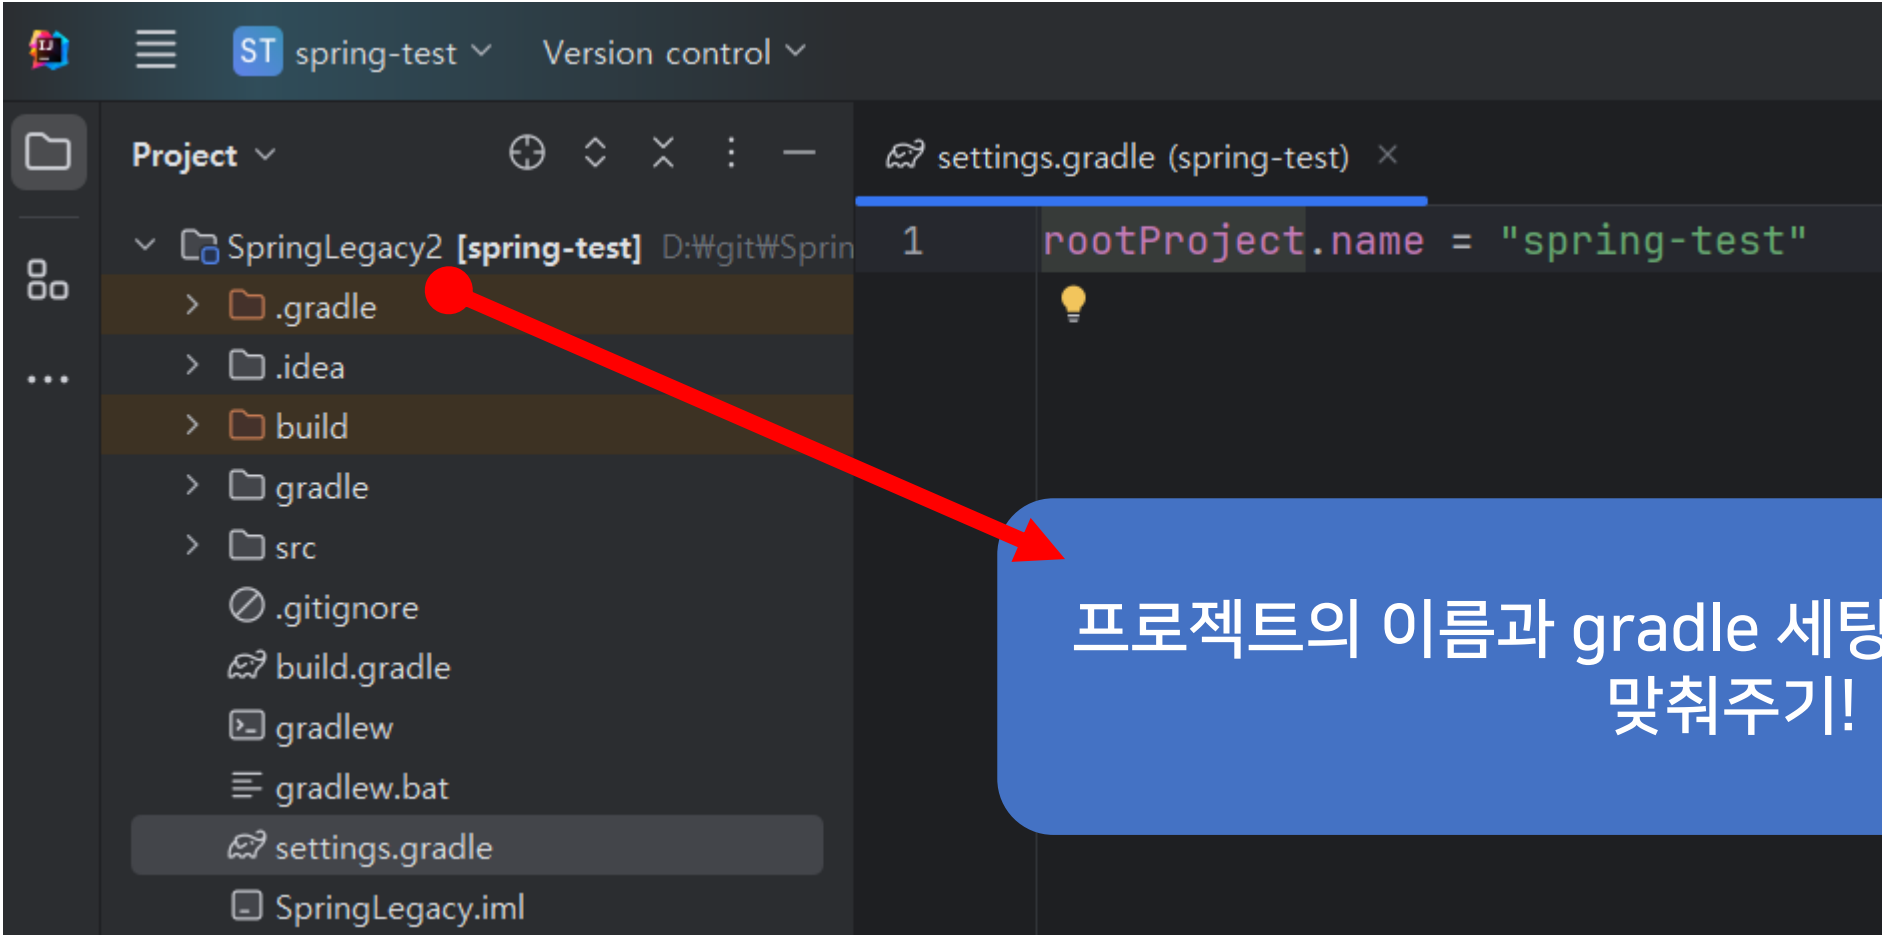 IJ
ST spring-test Version control
Project
settings.gradle (spring-test)
SpringLegacy2 [spring-test] D:₩git₩Sprin
1 rootProject.name = "spring-test"
.gradle
.idea
build
gradle
src
.gitignore
build.gradle
gradlew
gradlew.bat
settings.gradle
SpringLegacy.iml
프로젝트의 이름과 gradle 세팅
맞춰주기!